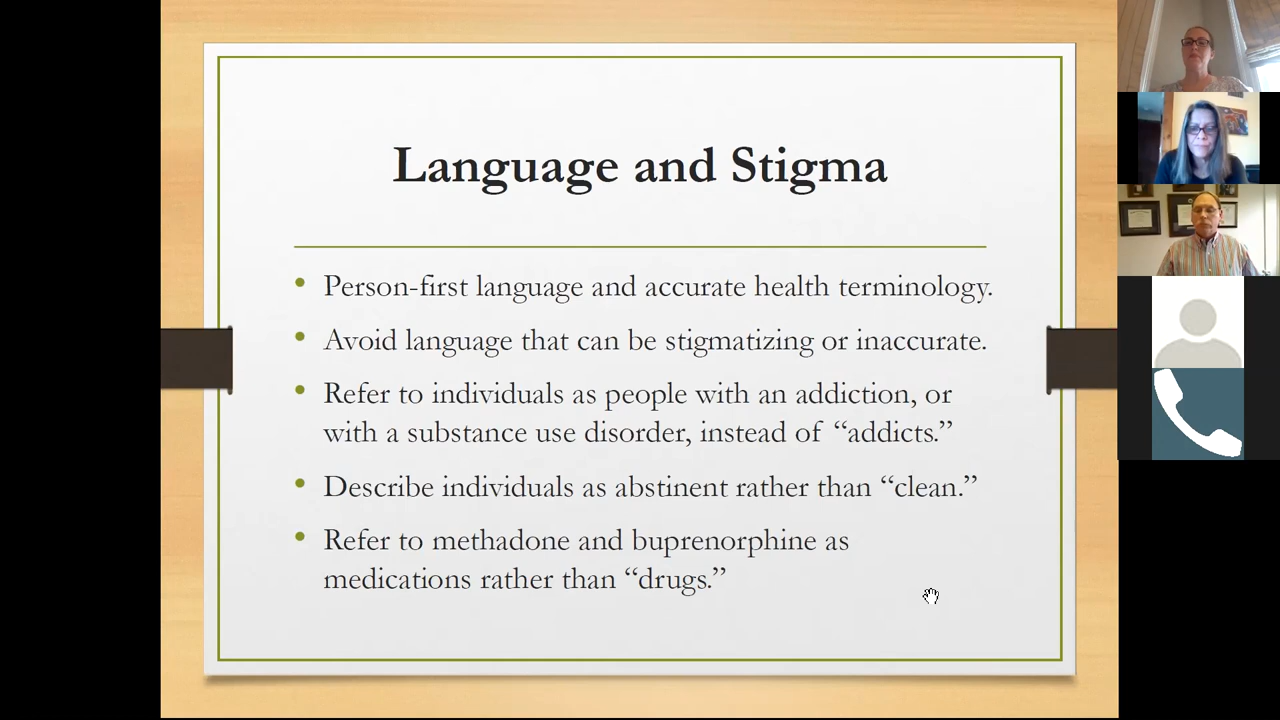 Language and Stigma
Person-first language and accurate health terminology.
Avoid language that can be stigmatizing or inaccurate.
Refer to individuals as people with an addiction, or
with a substance use disorder, instead of “addicts.”
Describe individuals as abstinent rather than “clean.”
Refer to methadone and buprenorphine as
medications rather than “drugs.”